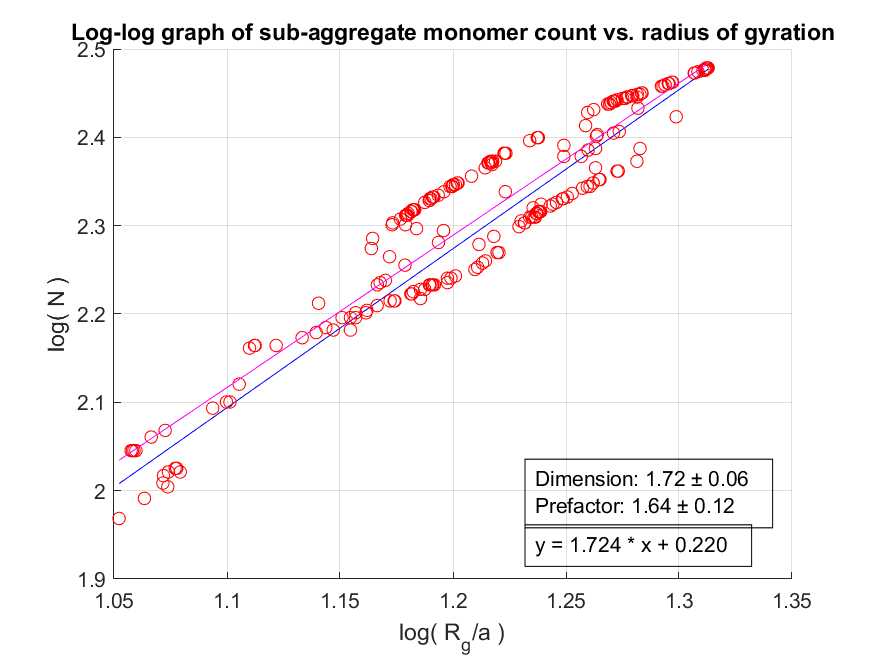 Log-log graph of sub-aggregate monomer count vs. radius of gyration
2.5
2.4
2.3
2.2
2.1
2
1.9
log( N )
Dimension: 1.72 ± 0.06
Prefactor: 1.64 ± 0.12
y = 1.724 * x + 0.220
1.05 1.1 1.15 1.2 1.25 1.3 1.35
log( R_g/a )